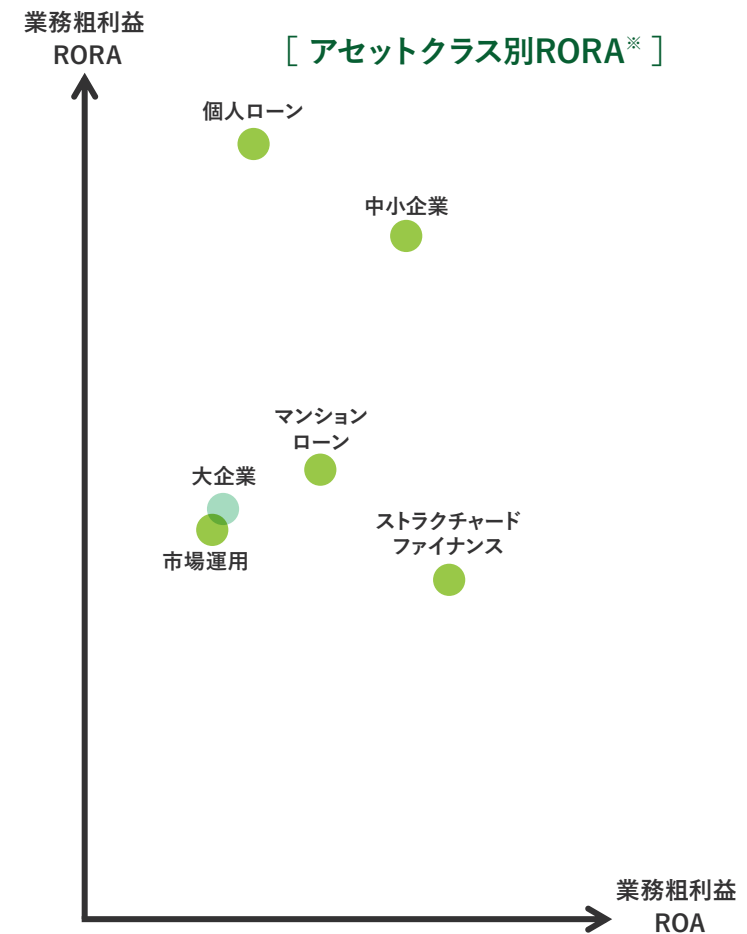 業務粗利益
RORA
[ アセットクラス別RORA※ ]
個人ローン
中小企業
マンション
ローン
大企業
市場運用
ストラクチャード
ファイナンス
業務粗利益
ROA